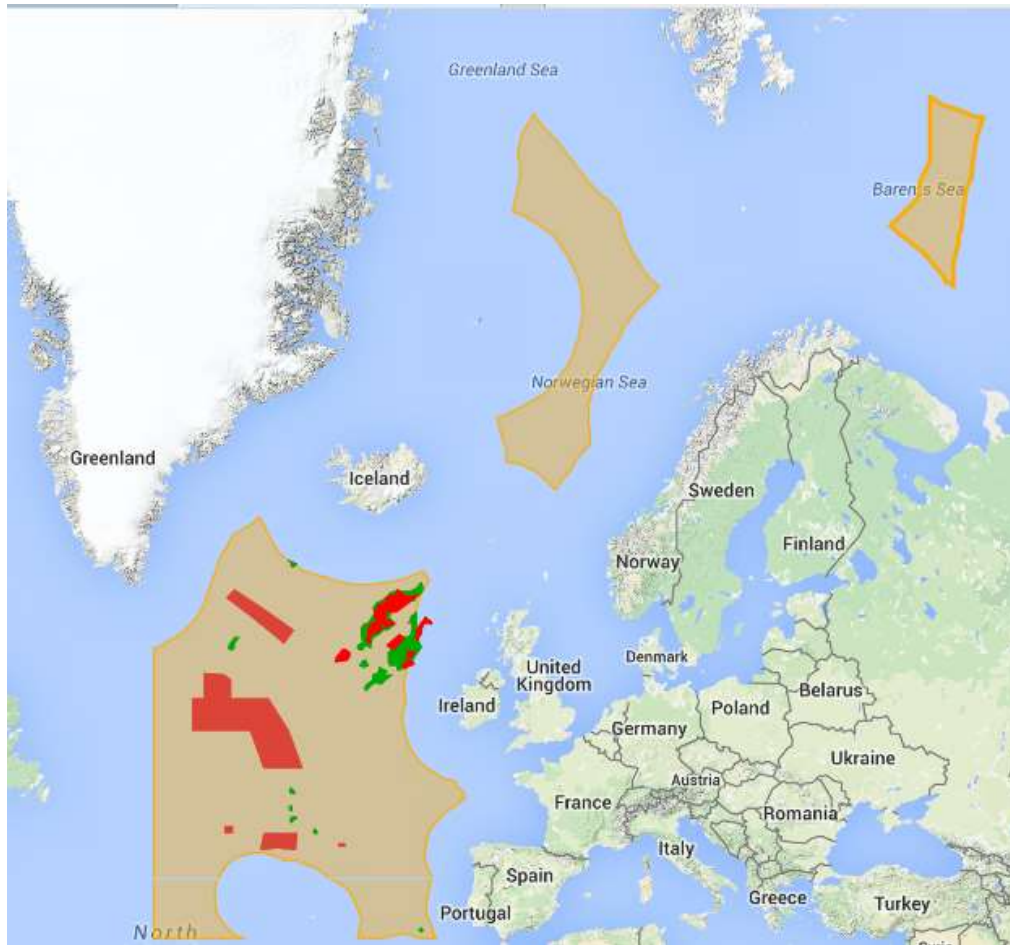 Greenland Sea
Barents Sea
Norwegian Sea
Greenland
Iceland
Sweden
Finland
Norway
Denmark
United
Kingdom
Ireland
Poland
Belarus
Germany
Ukraine
Austria
France
Romania
Italy
Spain
Greece
Turkey
Portugal
North